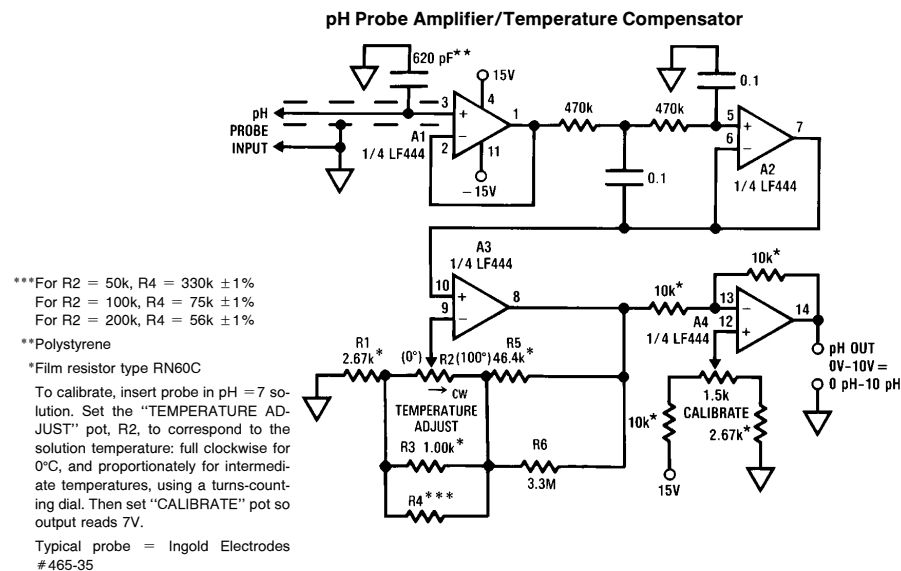 pH Probe Amplifier/Temperature Compensator
620 pF**
15V
0.1
pH
PROBE
INPUT
3
+
4
1
A1
2
−
11
1/4 LF444
−15V
470k
470k
5
+
7
6
−
A2
1/4 LF444
0.1
A3
1/4 LF444
10
+
8
9
−
10k*
10k*
13
−
14
A4
12
+
1/4 LF444
pH OUT
0V–10V =
0 pH–10 pH
R1
2.67k*
(0°)
R2
(100°)
R5
46.4k*
→ CW
TEMPERATURE
ADJUST
R3 1.00k*
R4***
R6
3.3M
1.5k
CALIBRATE
10k*
2.67k*
15V
***For R2 = 50k, R4 = 330k ±1%
For R2 = 100k, R4 = 75k ±1%
For R2 = 200k, R4 = 56k ±1%
**Polystyrene
*Film resistor type RN60C
To calibrate, insert probe in pH =7 so-
lution. Set the “TEMPERATURE AD-
JUST” pot, R2, to correspond to the
solution temperature: full clockwise for
0°C, and proportionately for intermedi-
ate temperatures, using a turns-count-
ing dial. Then set “CALIBRATE” pot so
output reads 7V.
Typical probe = Ingold Electrodes
#465-35